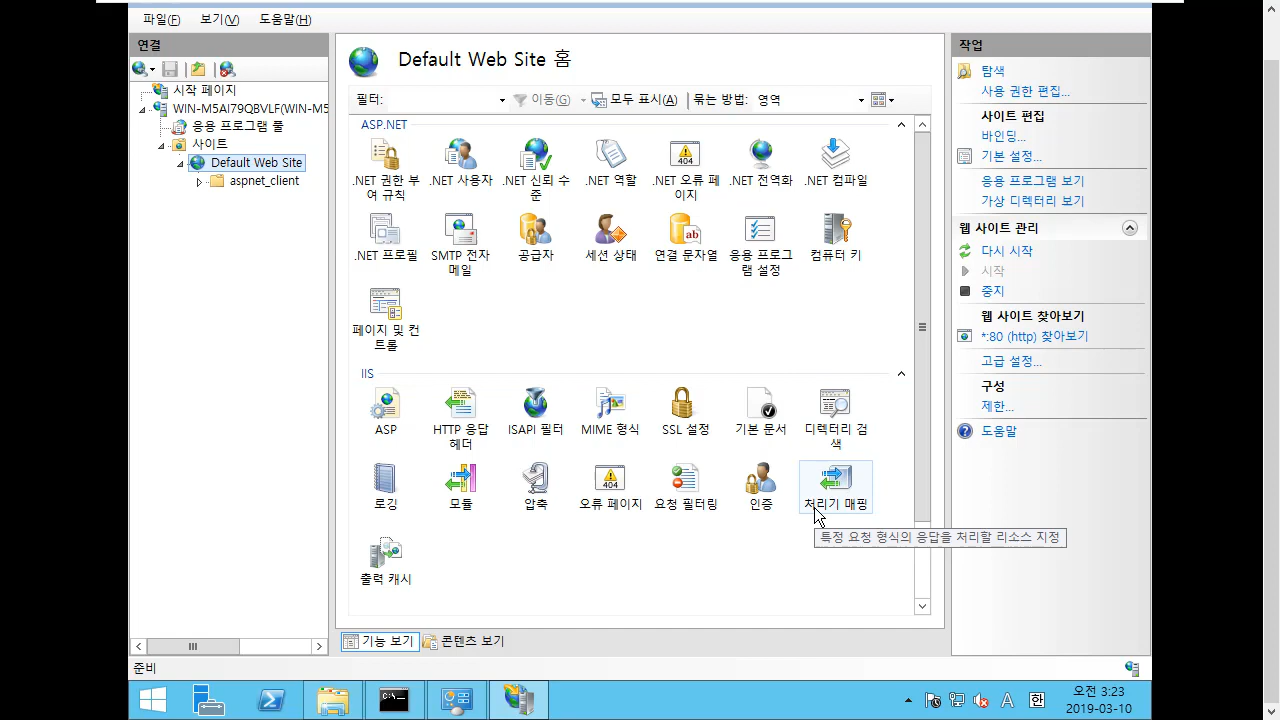 파일(F)
보기(V)
도움말(H)
연결
시작 페이지
WIN-M5AI79QBVLF(WIN-M5
응용 프로그램 풀
사이트
Default Web Site
aspnet_client
Default Web Site 홈
필터:
이동(G)
모두 표시(A)
묶는 방법:
영역
ASP.NET
.NET 권한 부
여 규칙
.NET 사용자
.NET 신뢰 수
준
.NET 역할
.NET 오류 페
이지
.NET 전역화
.NET 컴파일
.NET 프로필
SMTP 전자
메일
공급자
세션 상태
연결 문자열
응용 프로그
램 설정
컴퓨터 키
페이지 및 컨
트롤
IIS
ASP
HTTP 응답
헤더
ISAPI 필터
MIME 형식
SSL 설정
기본 문서
디렉터리 검
색
로깅
모듈
압축
404
오류 페이지
요청 필터링
인증
처리기 매핑
특정 요청 형식의 응답을 처리할 리소스 지정
출력 캐시
기능 보기
콘텐츠 보기
준비
작업
탐색
사용 권한 편집...
사이트 편집
바인딩...
기본 설정...
응용 프로그램 보기
가상 디렉터리 보기
웹 사이트 관리
다시 시작
시작
중지
웹 사이트 찾아보기
*:80 (http) 찾아보기
고급 설정...
구성
제한...
도움말
A
한
오전 3:23
2019-03-10